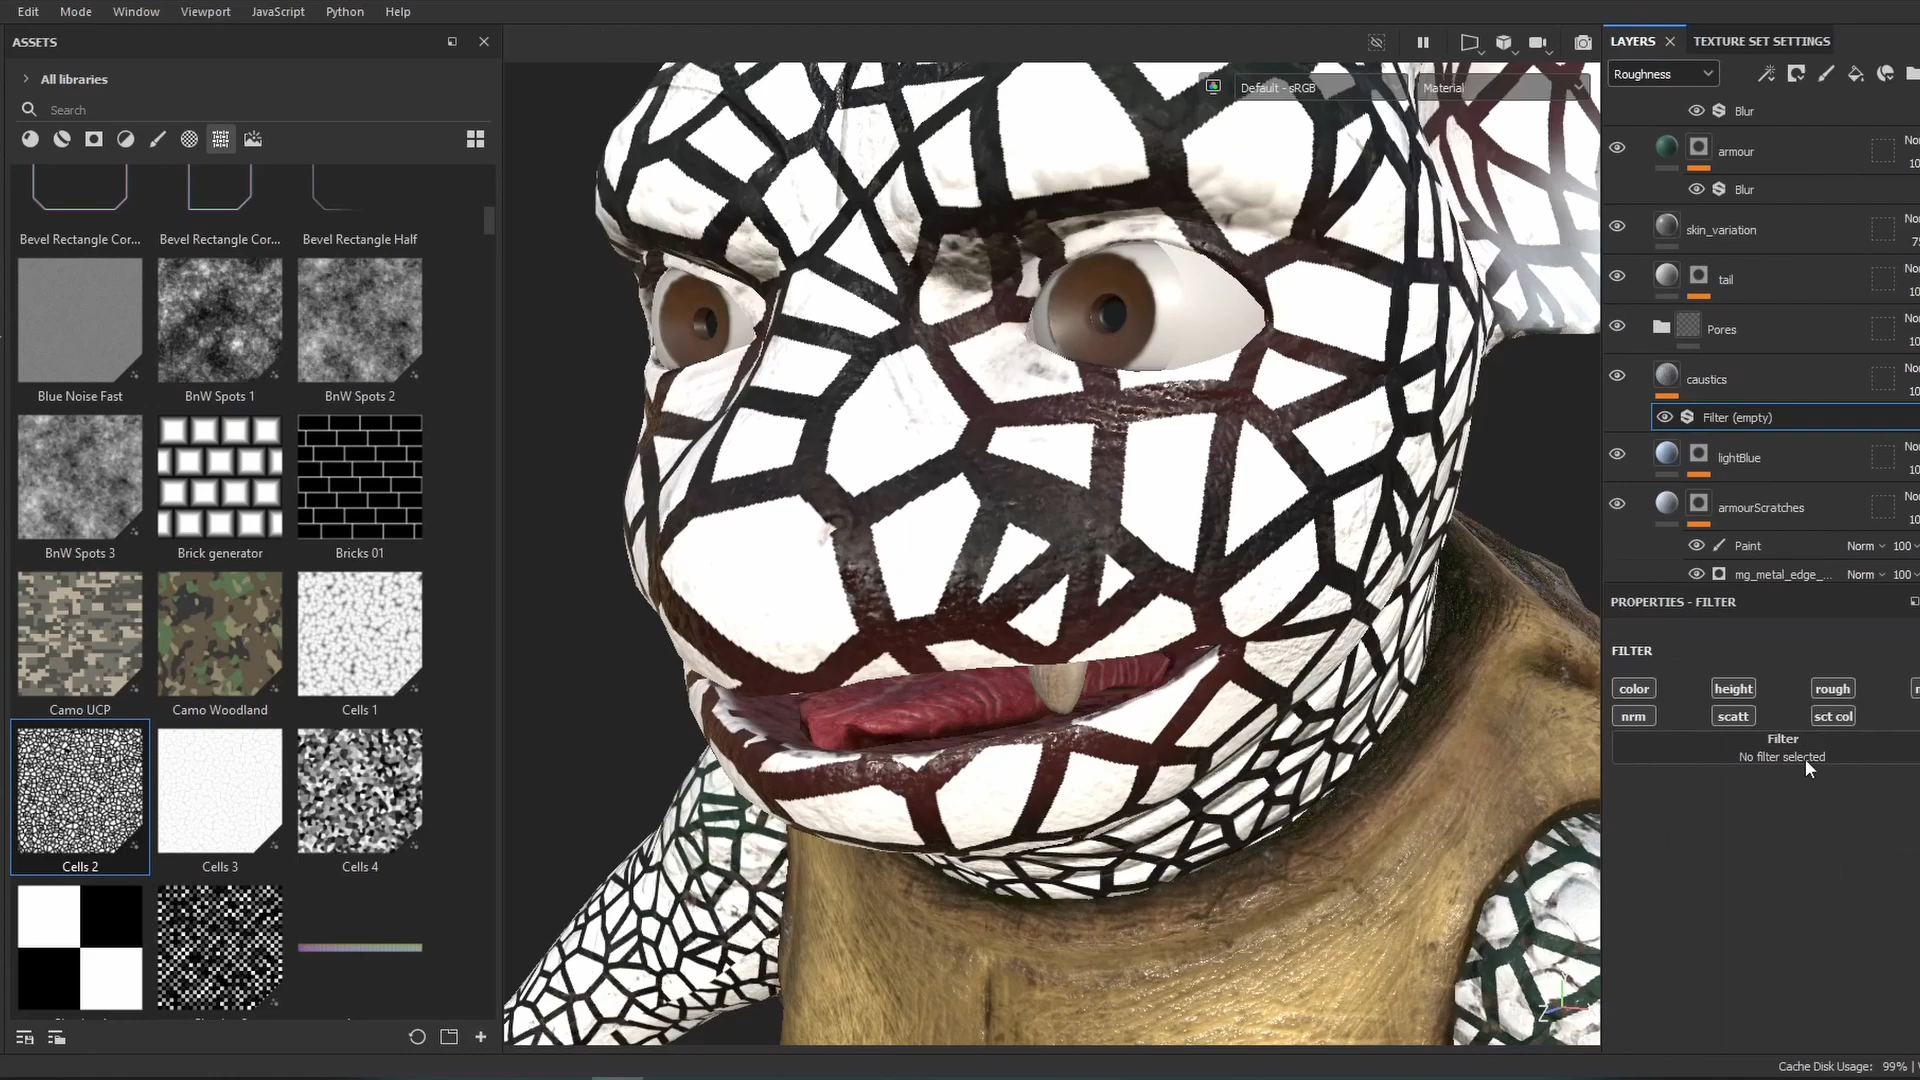 Edit
Mode
Window
Viewport
JavaScript
Python
Help
ASSETS
All libraries
Search
Bevel Rectangle Cor...
Bevel Rectangle Cor...
Bevel Rectangle Half
Blue Noise Fast
BnW Spots 1
BnW Spots 2
BnW Spots 3
Brick generator
Bricks 01
Camo UCP
Camo Woodland
Cells 1
Cells 2
Cells 3
Cells 4
Default - sRGB
Material
LAYERS
TEXTURE SET SETTINGS
Roughness
Blur
armour
Blur
skin_variation
tail
Pores
caustics
Filter (empty)
lightBlue
armourScratches
Paint
Norm
100
mg_metal_edge_...
Norm
100
PROPERTIES - FILTER
FILTER
color
height
rough
nrm
scatt
sct col
Filter
No filter selected
Cache Disk Usage: 99%